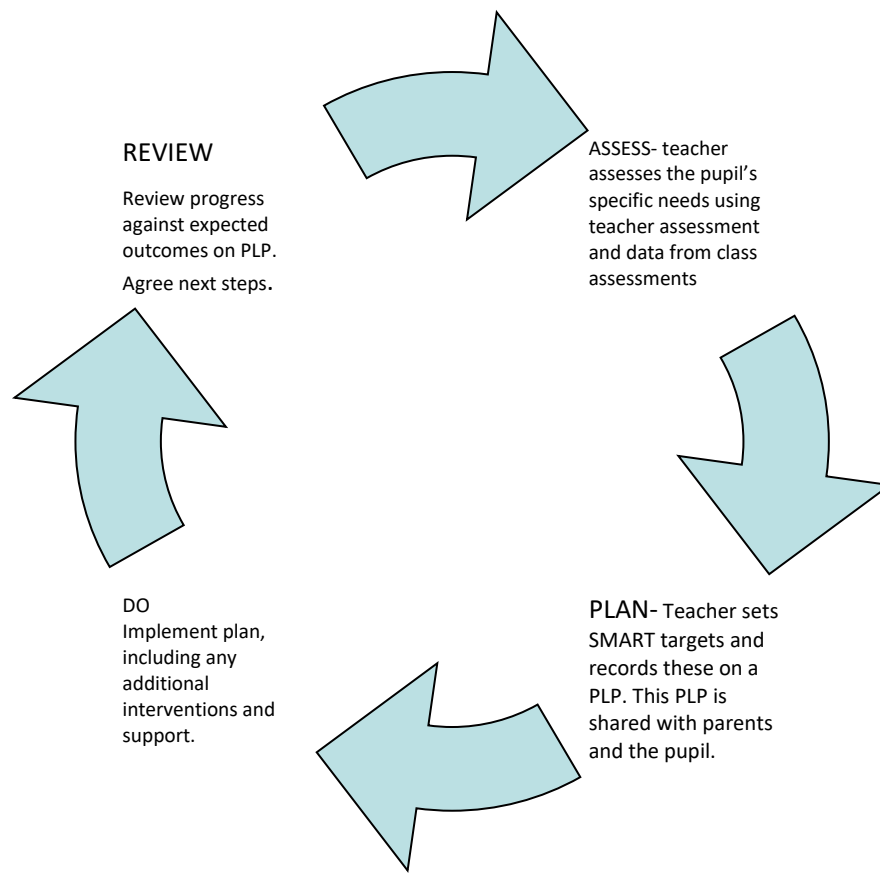 REVIEW
Review progress
against expected
outcomes on PLP.
Agree next steps.
ASSESS- teacher
assesses the pupil’s
specific needs using
teacher assessment
and data from class
assessments
DO
Implement plan,
including any
additional
interventions and
support.
PLAN- Teacher sets
SMART targets and
records these on a
PLP. This PLP is
shared with parents
and the pupil.